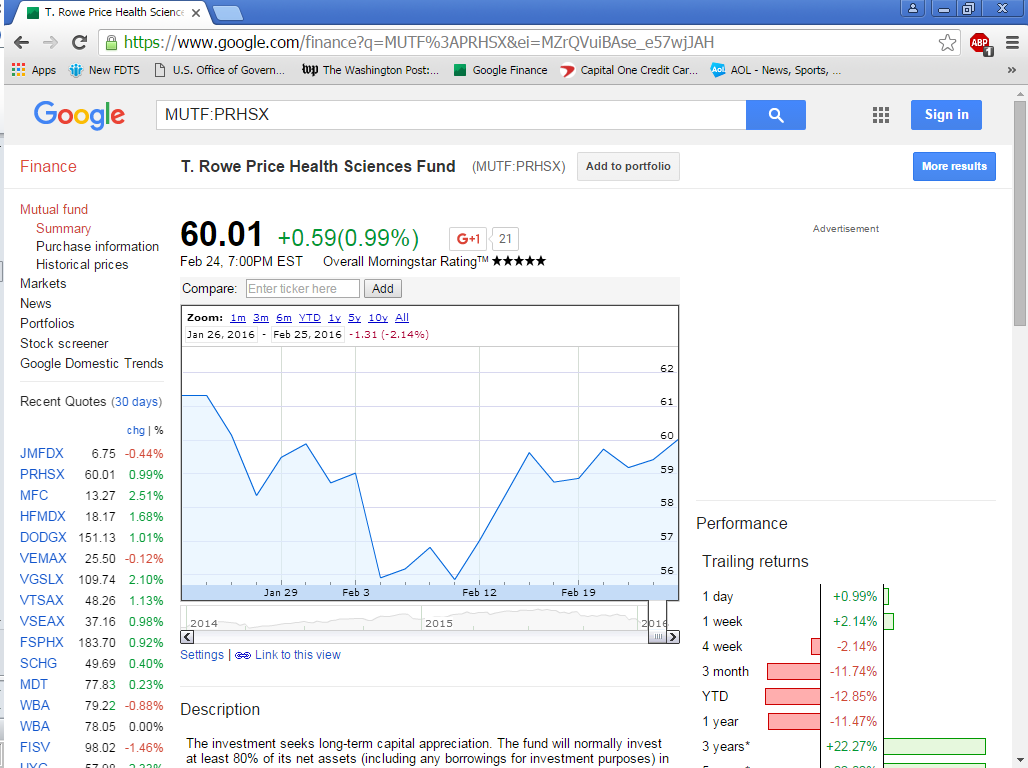 T. Rowe Price Health Science
https://www.google.com/finance?q=MUTF%3APRHSX&ei=MZrQVuiBAse_e57wjJAH
ABP
1
Apps
New FDTS
U.S. Office of Govern...
wp The Washington Post:...
Google Finance
Capital One Credit Car...
Aol AOL - News, Sports, ...
»
Google
MUTF:PRHSX
Sign in
Finance
T. Rowe Price Health Sciences Fund (MUTF:PRHSX)
Add to portfolio
More results
Mutual fund
Summary
Purchase information
Historical prices
Markets
News
Portfolios
Stock screener
Google Domestic Trends
Recent Quotes (30 days)
chg | %
JMFDX 6.75 -0.44%
PRHSX 60.01 0.99%
MFC 13.27 2.51%
HFMDX 18.17 1.68%
DODGX 151.13 1.01%
VEMAX 25.50 -0.12%
VGSLX 109.74 2.10%
VTSAX 48.26 1.13%
VSEAX 37.16 0.98%
FSPHX 183.70 0.92%
SCHG 49.69 0.40%
MDT 77.83 0.23%
WBA 79.22 -0.88%
WBA 78.05 0.00%
FISV 98.02 -1.46%
60.01 +0.59(0.99%)
G+1 21
Feb 24, 7:00PM EST Overall Morningstar Rating™ ★★★★★
Compare: Enter ticker here Add
Zoom: 1m 3m 6m YTD 1y 5y 10y All
Jan 26, 2016 - Feb 25, 2016 -1.31 (-2.14%)
62
61
60
59
58
57
56
Jan 29 Feb 3 Feb 12 Feb 19
2014 2015 2016
Settings | Link to this view
Description
The investment seeks long-term capital appreciation. The fund will normally invest
at least 80% of its net assets (including any borrowings for investment purposes) in
Advertisement
Performance
Trailing returns
1 day +0.99%
1 week +2.14%
4 week -2.14%
3 month -11.74%
YTD -12.85%
1 year -11.47%
3 years* +22.27%